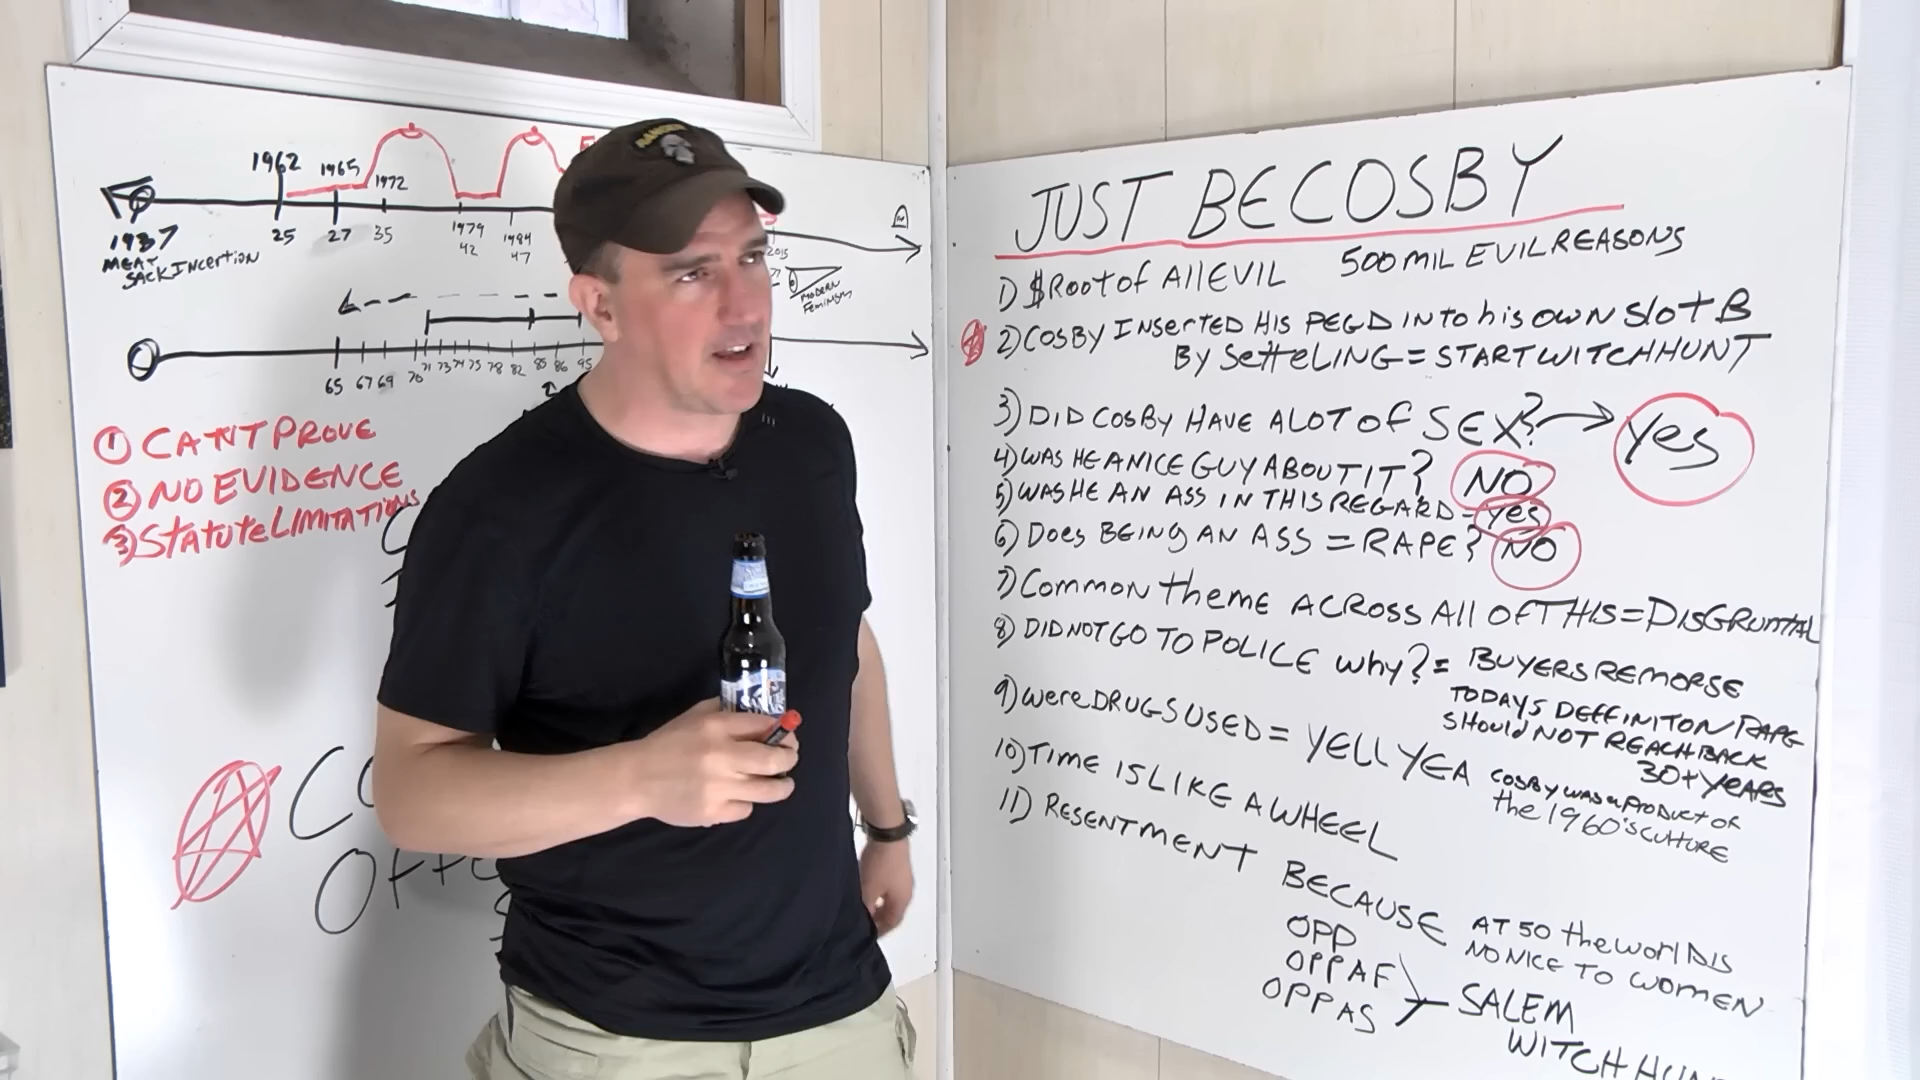 1962
1965
1972
1937
25
27
35
1979
42
1984
47
2015
MEAT
SACK INCERTION
MODERN
FEMINISM
65 67 69 70 71 73 74 75 78 82 85 86 95
① CANT PROVE
② NO EVIDENCE
③ STATUTE LIMITATIONS
JUST BECOSBY
500 MIL EVIL REASONS
1) $ Root of All EVIL
2) COSBY INSERTED HIS PEG D INTO his OWN SLOT B
BY SETTELING = START WITCH HUNT
3) DID COSBY HAVE A LOT OF SEX? → Yes
4) WAS HE A NICE GUY ABOUT IT? NO
5) WAS HE AN ASS IN THIS REGARD - Yes
6) Does BEING AN ASS = RAPE? NO
7) Common theme ACROSS All OF THIS = DISGRUNTAL
8) DID NOT GO TO POLICE why? = BUYERS REMORSE
TODAYS DEFFINITON RAPE
SHOULD NOT REACH BACK
30+ YEARS
9) were DRUGS USED = YELL YEA
COSBY WAS a PRODUCT OF
the 1960's CULTURE
10) TIME IS LIKE A WHEEL
11) RESENTMENT BECAUSE AT 50 the WORLD IS
NO NICE TO WOMEN
OPP
OPPAF
OPPAS
SALEM
WITCH